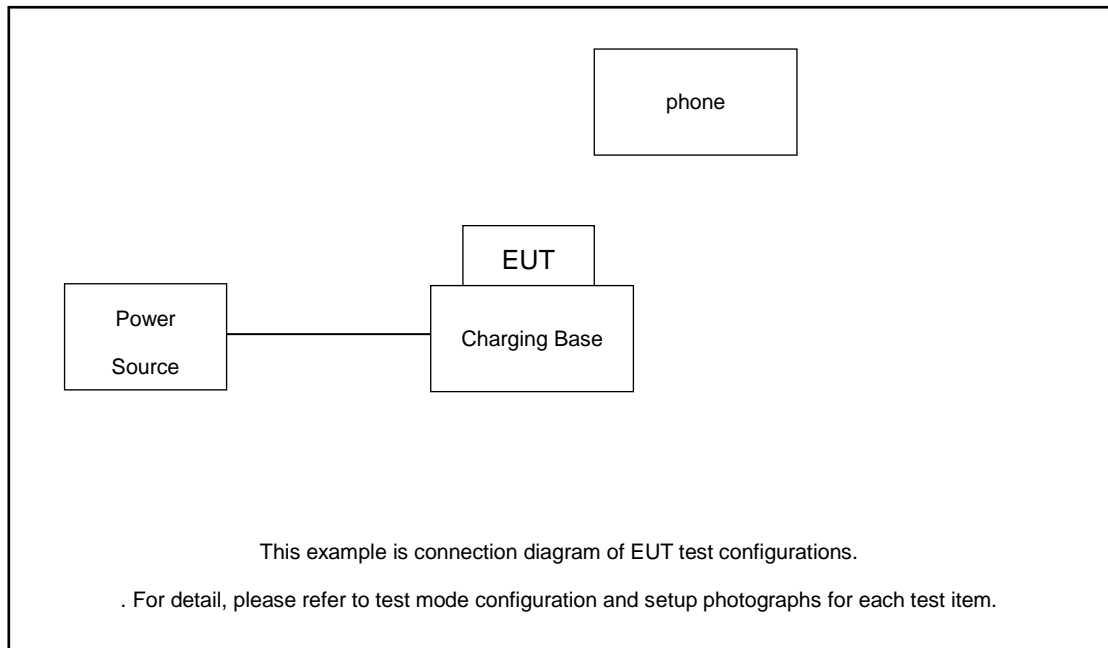 phone
EUT
Power
Source
Charging Base
This example is connection diagram of EUT test configurations.
. For detail, please refer to test mode configuration and setup photographs for each test item.